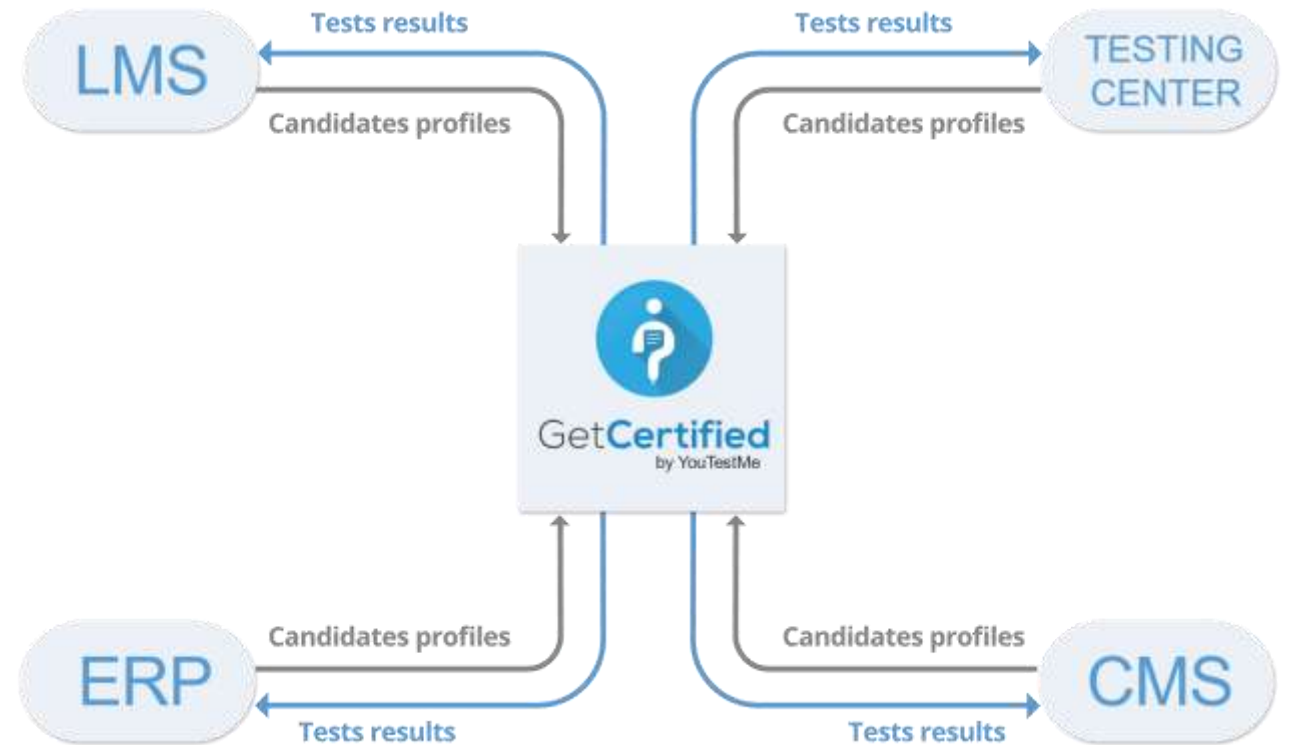 Tests results
Tests results
LMS
TESTING
CENTER
Candidates profiles
Candidates profiles
GetCertified
by YouTestMe
Candidates profiles
Candidates profiles
ERP
CMS
Tests results
Tests results